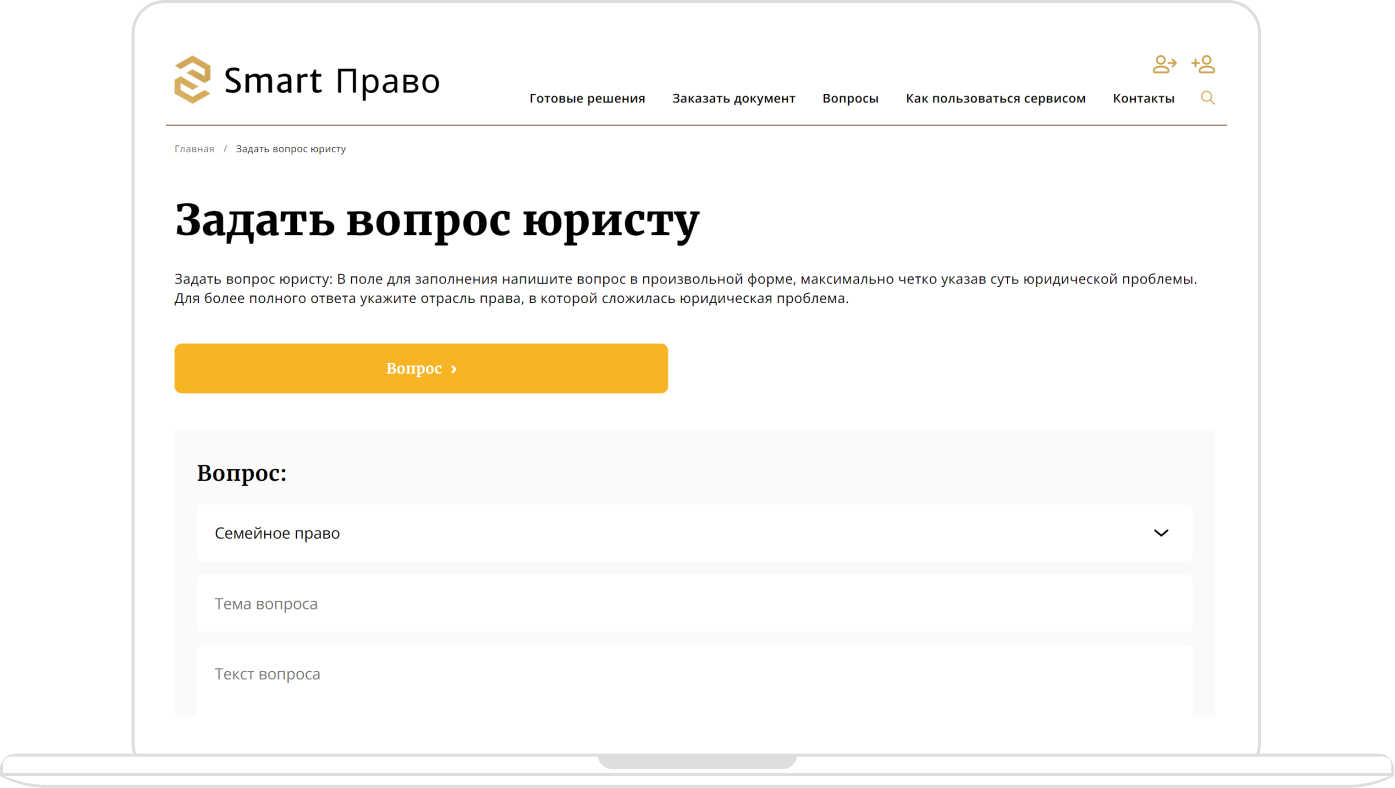 Smart Право
Готовые решения Заказать документ Вопросы Как пользоваться сервисом Контакты
Главная / Задать вопрос юристу
Задать вопрос юристу
Задать вопрос юристу: В поле для заполнения напишите вопрос в произвольной форме, максимально четко указав суть юридической проблемы.
Для более полного ответа укажите отрасль права, в которой сложилась юридическая проблема.
Вопрос ›
Вопрос:
Семейное право
Тема вопроса
Текст вопроса